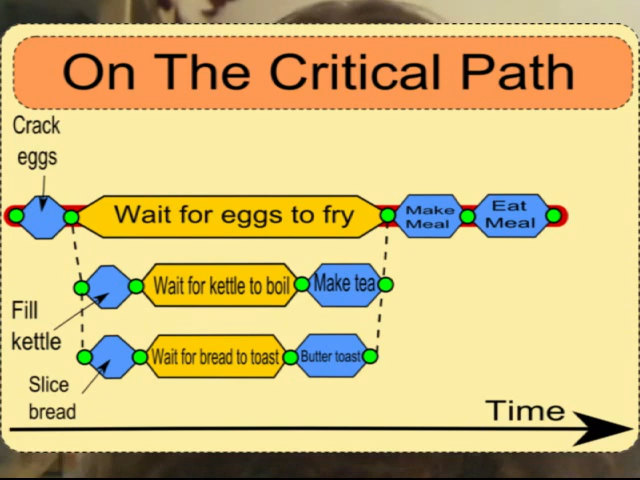 On The Critical Path
Crack
eggs
Wait for eggs to fry
Make
Meal
Eat
Meal
Wait for kettle to boil
Make tea
Fill
kettle
Wait for bread to toast
Butter toast
Slice
bread
Time